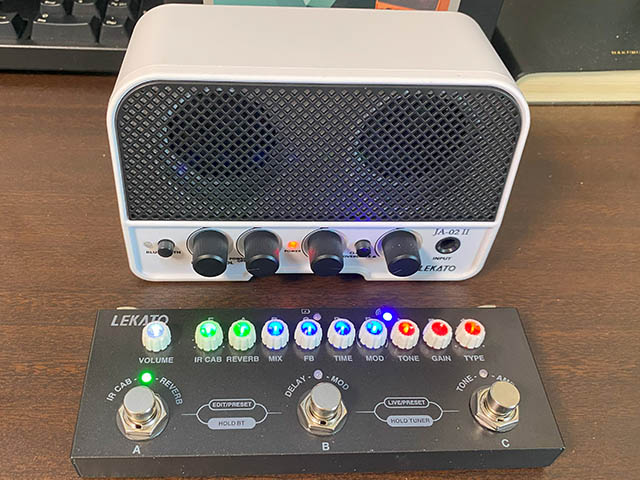 JA-02 II
INPUT
LEKATO
LEKATO
VOLUME
IR CAB
REVERB
MIX
FB
TIME
MOD
TONE
GAIN
TYPE
IR CAB - REVERB
DELAY - MOD
TONE -
EDIT/PRESET
HOLD BT
LIVE/PRESET
HOLD TUNER
A
B
C